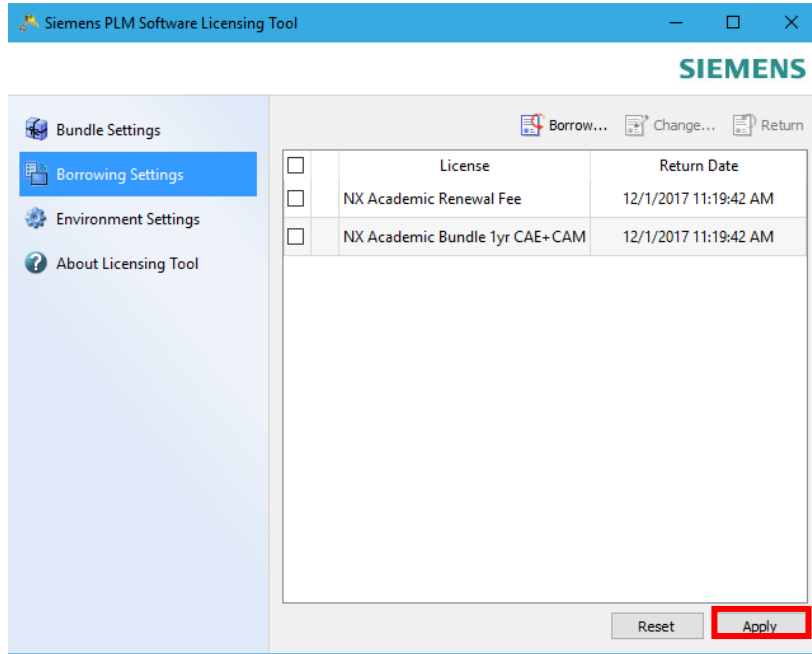 Siemens PLM Software Licensing Tool
SIEMENS
Bundle Settings
Borrowing Settings
Environment Settings
About Licensing Tool
Borrow... Change... Return
License Return Date
NX Academic Renewal Fee 12/1/2017 11:19:42 AM
NX Academic Bundle 1yr CAE+CAM 12/1/2017 11:19:42 AM
Reset Apply